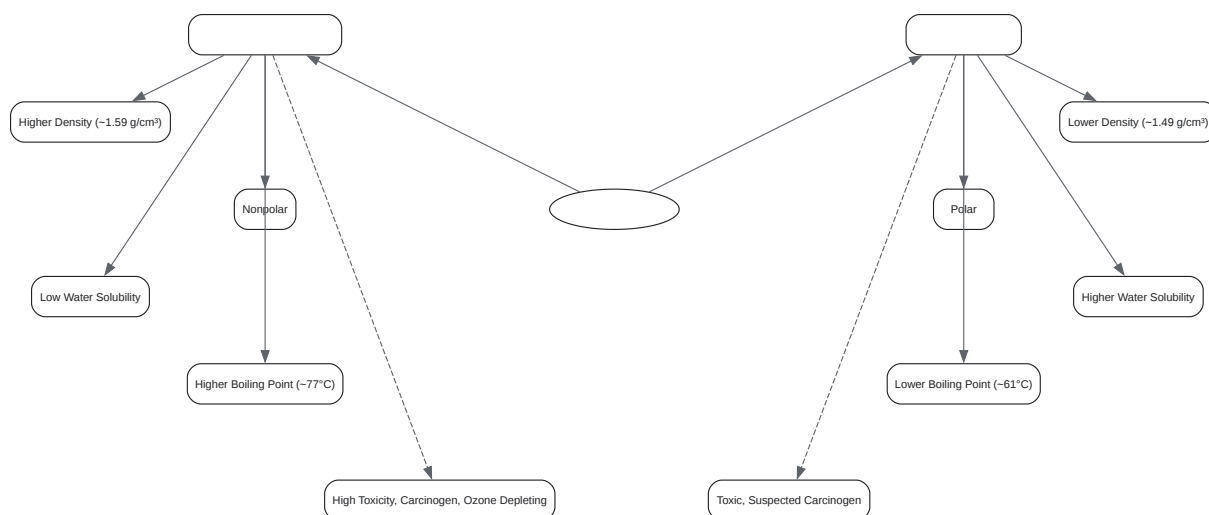 Higher Density (~1.59 g/cm³)
Lower Density (~1.49 g/cm³)
Nonpolar
Polar
Low Water Solubility
Higher Water Solubility
Higher Boiling Point (~77°C)
Lower Boiling Point (~61°C)
High Toxicity, Carcinogen, Ozone Depleting
Toxic, Suspected Carcinogen